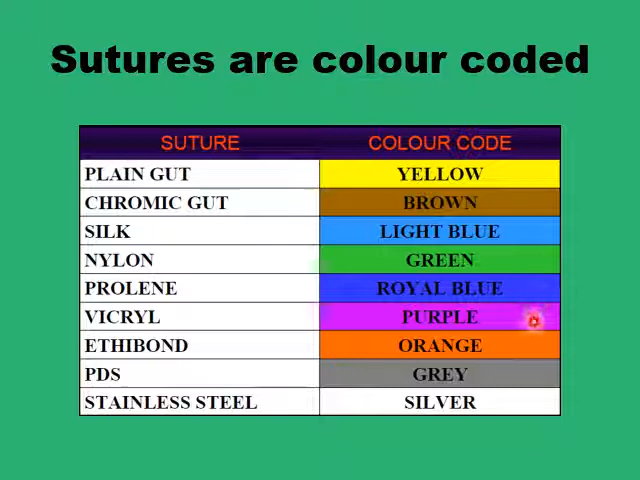 Sutures are colour coded
SUTURE COLOUR CODE
PLAIN GUT YELLOW
CHROMIC GUT BROWN
SILK LIGHT BLUE
NYLON GREEN
PROLENE ROYAL BLUE
VICRYL PURPLE
ETHIBOND ORANGE
PDS GREY
STAINLESS STEEL SILVER